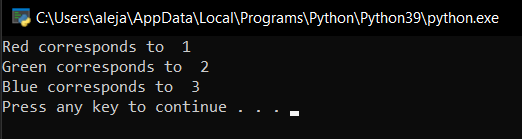 C:\Users\aleja\AppData\Local\Programs\Python\Python39\python.exe
Red corresponds to  1
Green corresponds to  2
Blue corresponds to  3
Press any key to continue . . .